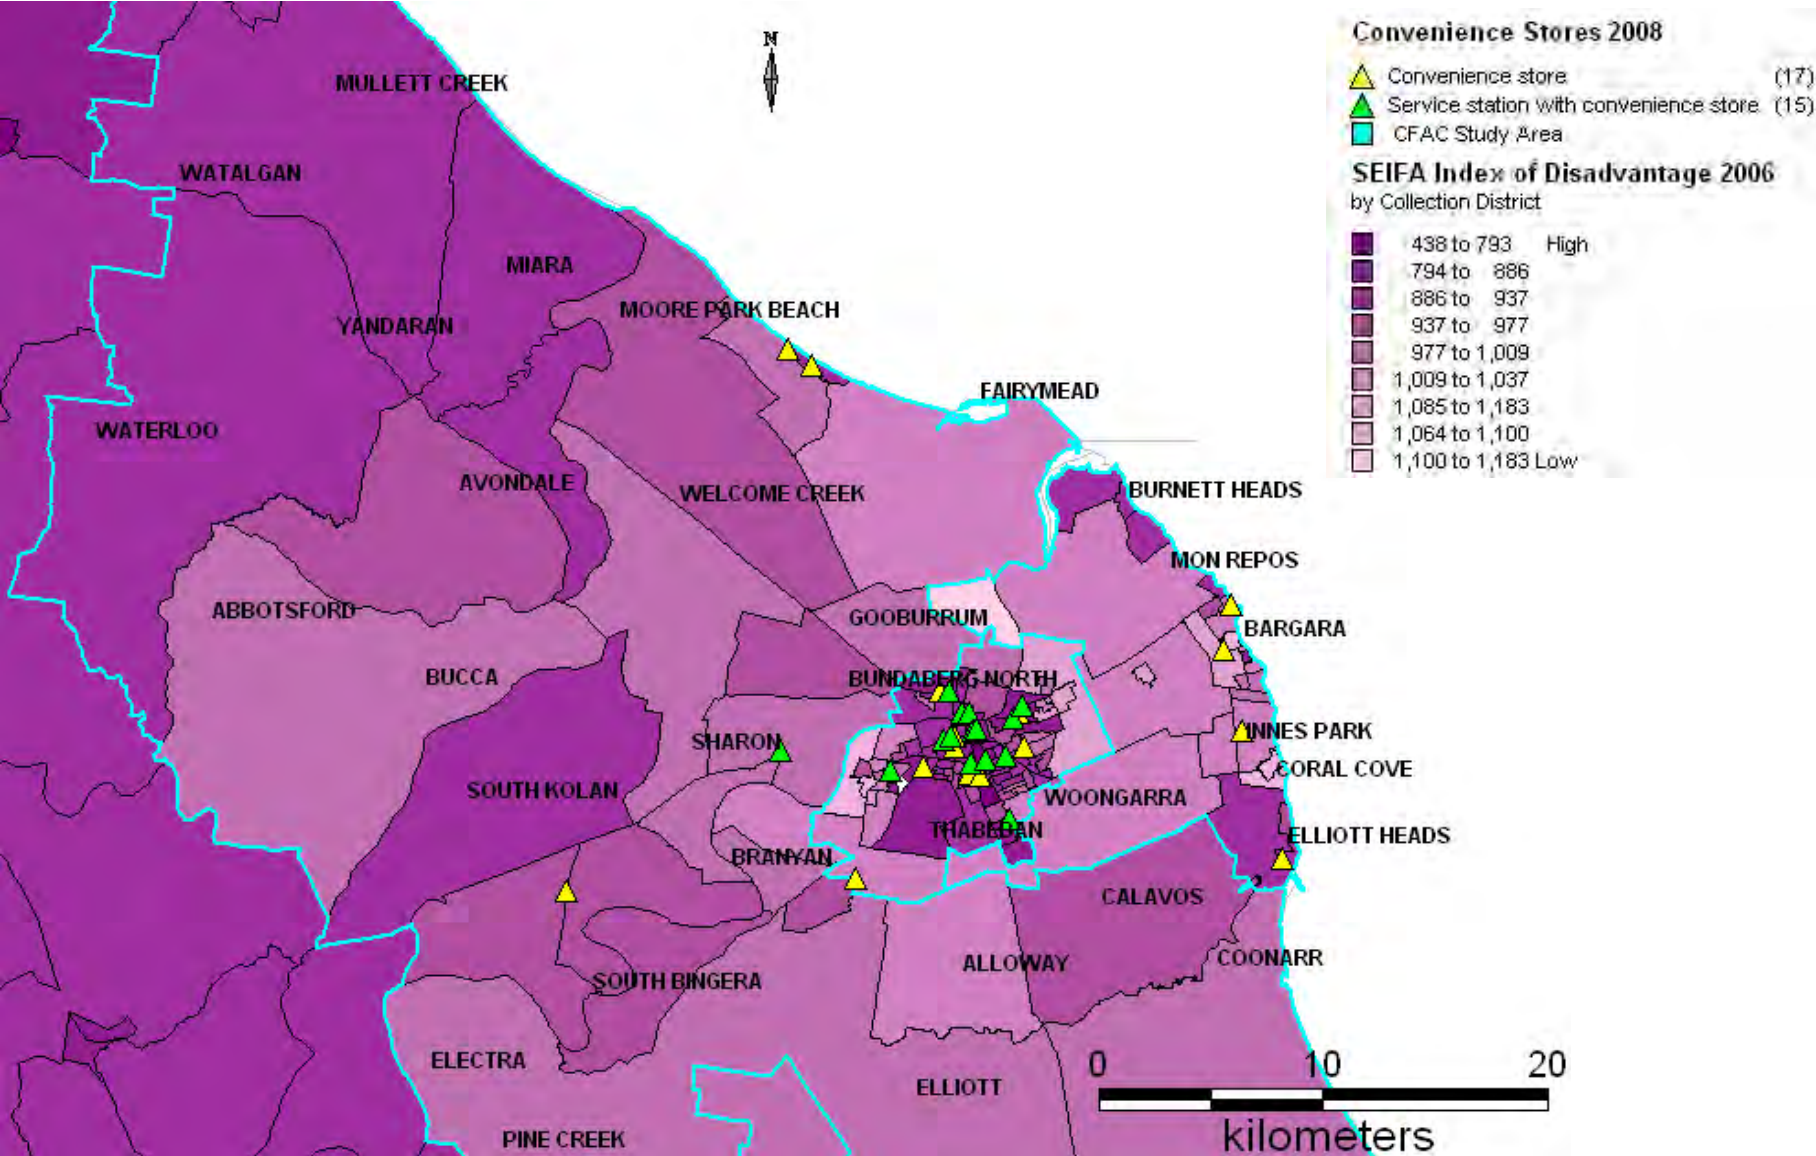 Convenience Stores 2008
Convenience store (17)
Service station with convenience store (15)
CFAC Study Area
SEIFA Index of Disadvantage 2006
by Collection District
438 to 793 High
794 to 886
886 to 937
937 to 977
977 to 1,009
1,009 to 1,037
1,085 to 1,183
1,064 to 1,100
1,100 to 1,183 Low
N
MULLETT CREEK
WATALGAN
MIARA
MOORE PARK BEACH
YANDARAN
FAIRYMEAD
WATERLOO
AVONDALE
WELCOME CREEK
BURNETT HEADS
MON REPOS
ABBOTSFORD
GOOBURRUM
BARGARA
BUCCA
BUNDABERG NORTH
SHARON
INNES PARK
CORAL COVE
SOUTH KOLAN
WOONGARRA
THABEBAN
ELLIOTT HEADS
BRANYAN
CALAVOS
COONARR
ALLOWAY
SOUTH BINGERA
ELECTRA
ELLIOTT
PINE CREEK
0 10 20
kilometers